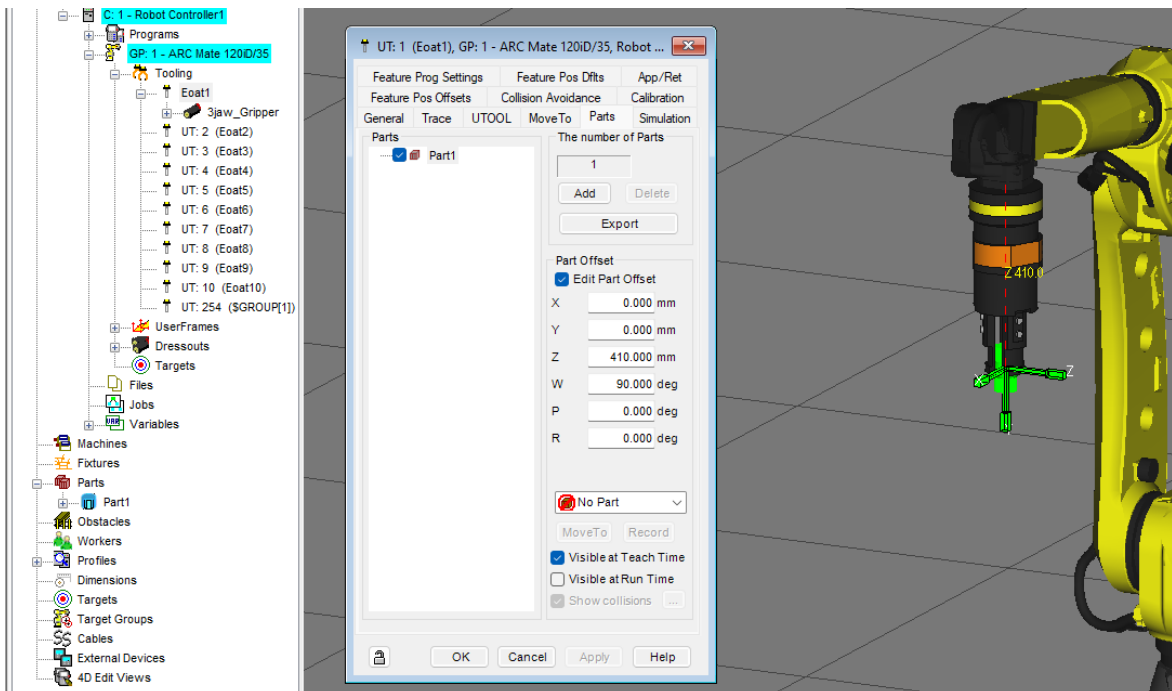 C: 1 - Robot Controller1
Programs
GP: 1 - ARC Mate 120iD/35
Tooling
Eoat1
3jaw_Gripper
UT: 2 (Eoat2)
UT: 3 (Eoat3)
UT: 4 (Eoat4)
UT: 5 (Eoat5)
UT: 6 (Eoat6)
UT: 7 (Eoat7)
UT: 8 (Eoat8)
UT: 9 (Eoat9)
UT: 10 (Eoat10)
UT: 254 ($GROUP[1])
UserFrames
Dressouts
Targets
Files
Jobs
Variables
Machines
Fixtures
Parts
Part1
Obstacles
Workers
Profiles
Dimensions
Targets
Target Groups
Cables
External Devices
4D Edit Views
UT: 1 (Eoat1), GP: 1 - ARC Mate 120iD/35, Robot ...
Feature Prog Settings Feature Pos Dflts App/Ret
Feature Pos Offsets Collision Avoidance Calibration
General Trace UTOOL MoveTo Parts Simulation
Parts
Part1
The number of Parts
1
Add Delete
Export
Part Offset
Edit Part Offset
X 0.000 mm
Y 0.000 mm
Z 410.000 mm
W 90.000 deg
P 0.000 deg
R 0.000 deg
No Part
MoveTo Record
Visible at Teach Time
Visible at Run Time
Show collisions ...
OK Cancel Apply Help
Z 410.0
X Z